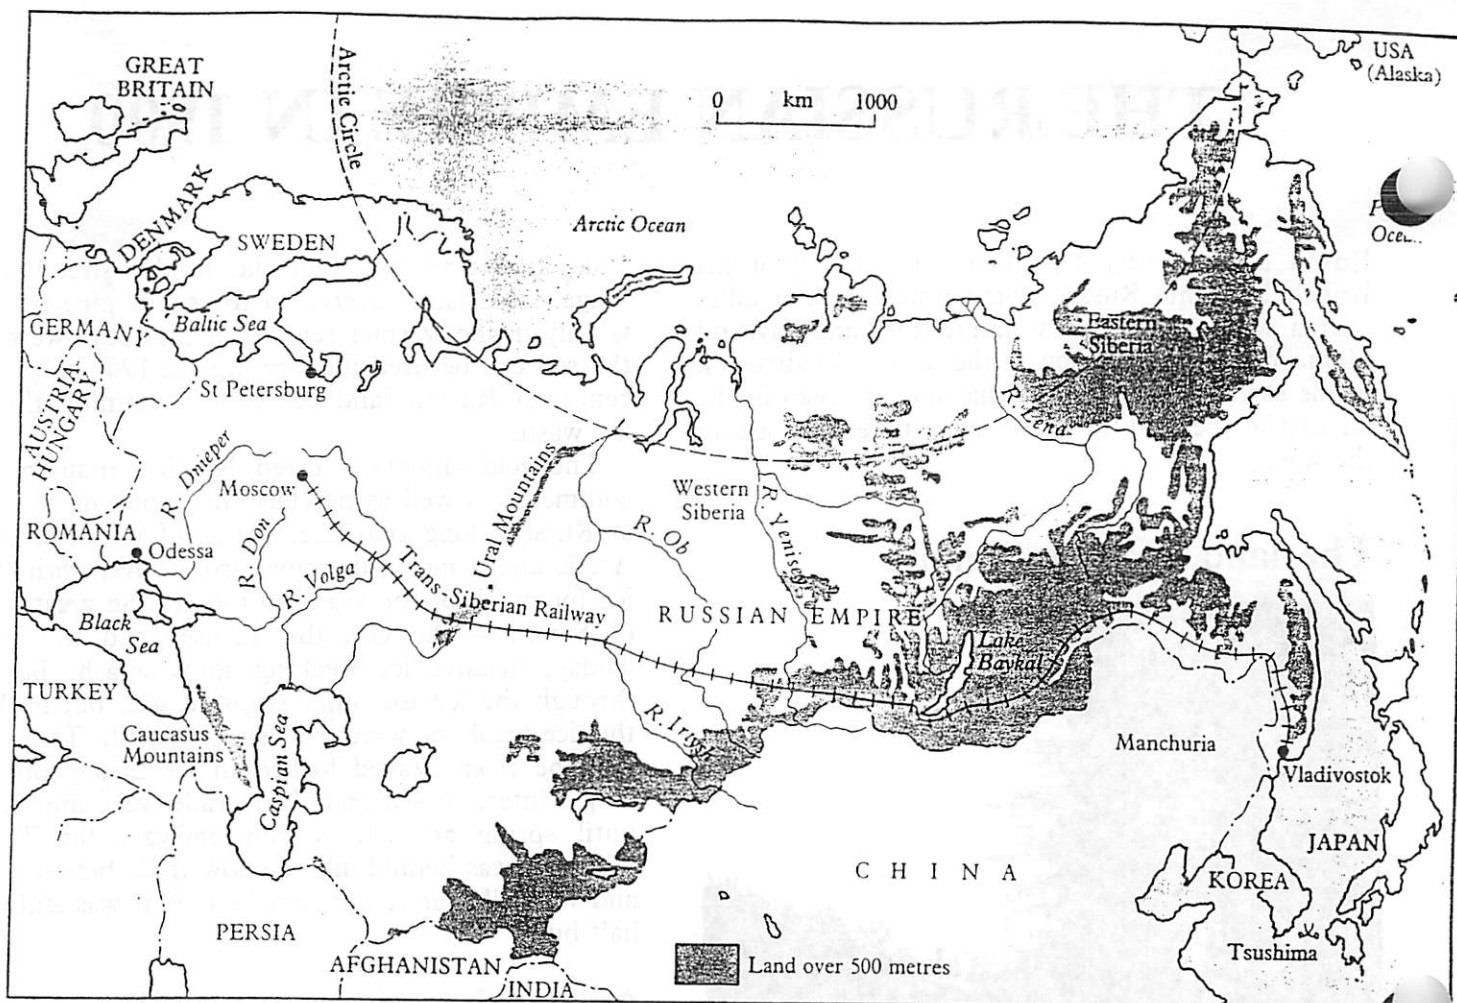 GREAT
BRITAIN
Arctic Circle
0 km 1000
USA
(Alaska)
DENMARK
SWEDEN
Arctic Ocean
GERMANY
Baltic Sea
St Petersburg
Eastern
Siberia
AUSTRIA-
HUNGARY
R. Dnieper
Moscow
R. Don
R. Volga
Ural Mountains
Trans-Siberian Railway
Western
Siberia
R. Ob
R. Yenisey
R. Lena
ROMANIA
Odessa
RUSSIAN EMPIRE
Lake
Baykal
Black
Sea
TURKEY
Caucasus
Mountains
Caspian Sea
Manchuria
Vladivostok
JAPAN
KOREA
CHINA
PERSIA
AFGHANISTAN
INDIA
Land over 500 metres
Tsushima